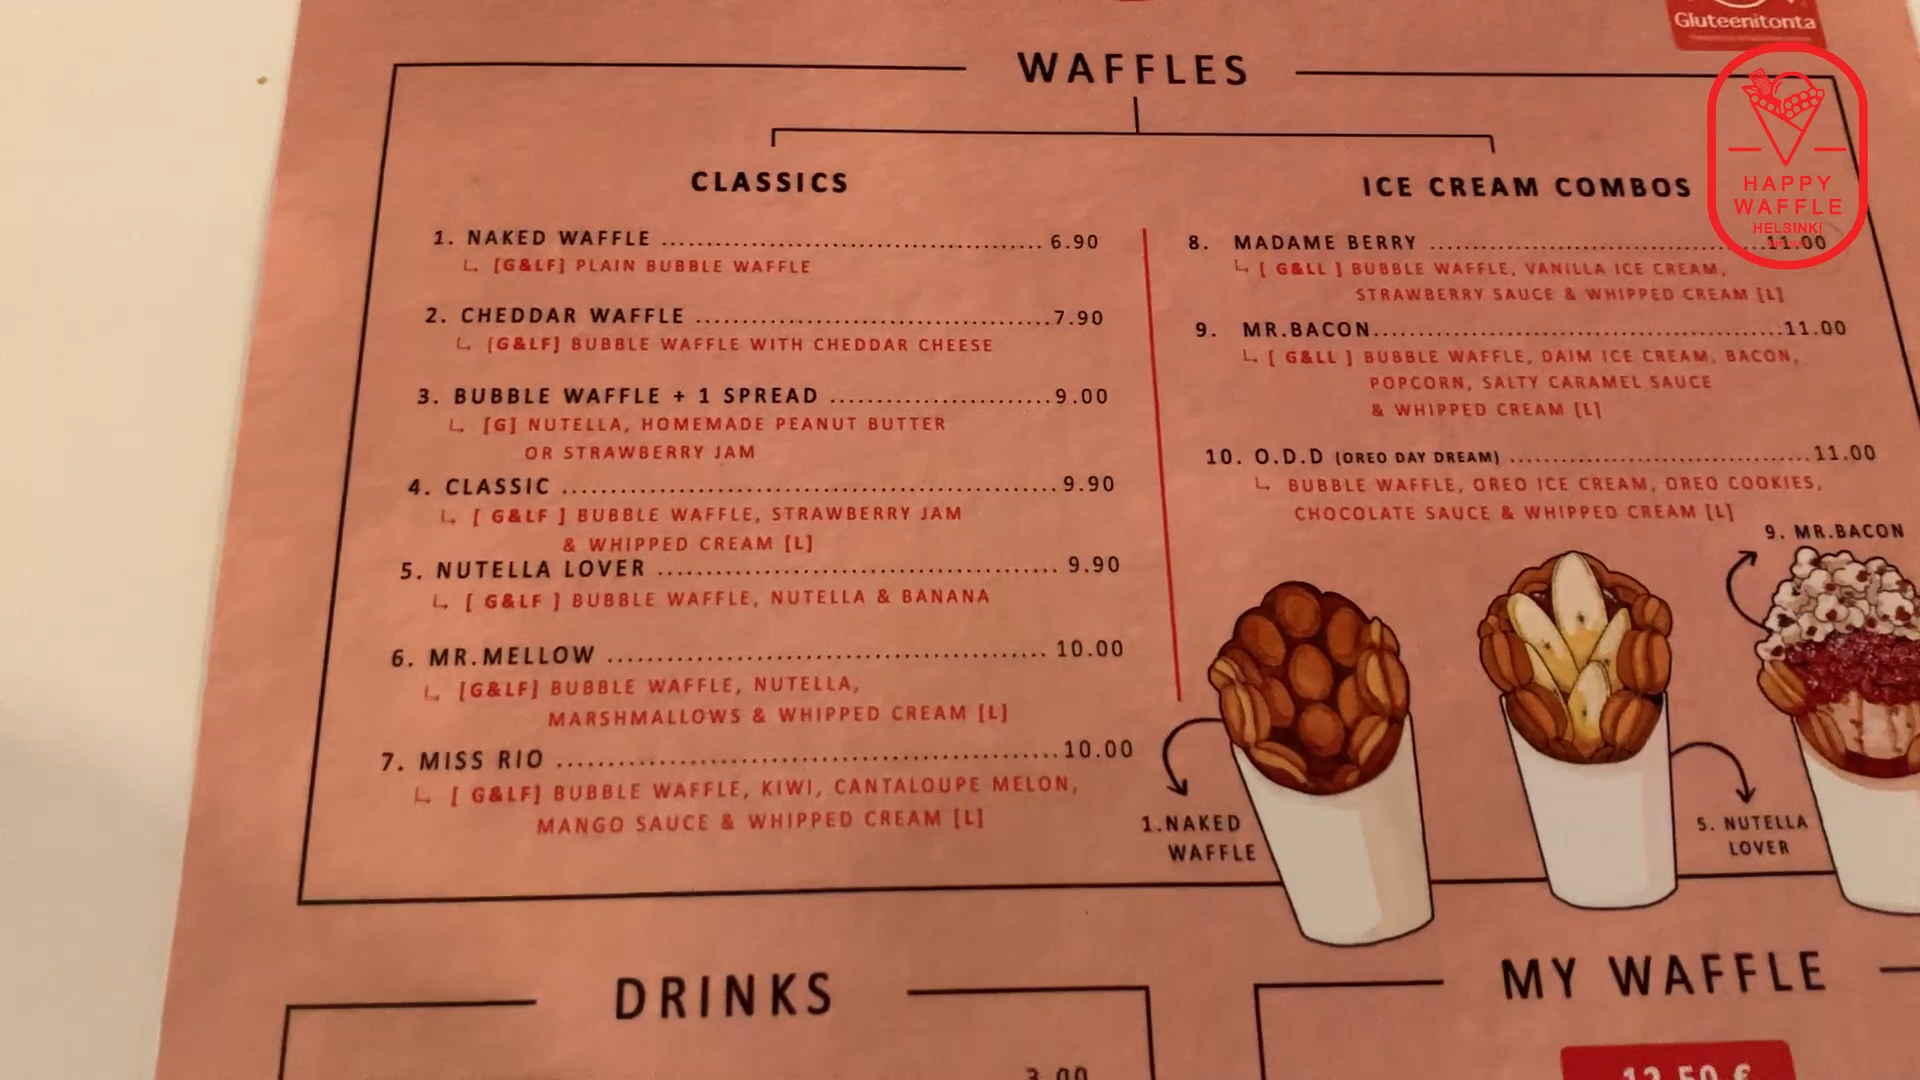 Gluteenitonta
WAFFLES
CLASSICS
1. NAKED WAFFLE ........................................ 6.90
[G&LF] PLAIN BUBBLE WAFFLE
2. CHEDDAR WAFFLE .....................................7.90
[G&LF] BUBBLE WAFFLE WITH CHEDDAR CHEESE
3. BUBBLE WAFFLE + 1 SPREAD .......................9.00
[G] NUTELLA, HOMEMADE PEANUT BUTTER
OR STRAWBERRY JAM
4. CLASSIC ................................................... 9.90
[ G&LF ] BUBBLE WAFFLE, STRAWBERRY JAM
& WHIPPED CREAM [L]
5. NUTELLA LOVER ......................................... 9.90
[ G&LF ] BUBBLE WAFFLE, NUTELLA & BANANA
6. MR.MELLOW ............................................. 10.00
[G&LF] BUBBLE WAFFLE, NUTELLA,
MARSHMALLOWS & WHIPPED CREAM [L]
7. MISS RIO ...................................................10.00
[ G&LF] BUBBLE WAFFLE, KIWI, CANTALOUPE MELON,
MANGO SAUCE & WHIPPED CREAM [L]
ICE CREAM COMBOS
8. MADAME BERRY ...................................11.00
[ G&LL ] BUBBLE WAFFLE, VANILLA ICE CREAM,
STRAWBERRY SAUCE & WHIPPED CREAM [L]
9. MR.BACON..........................................11.00
[ G&LL ] BUBBLE WAFFLE, DAIM ICE CREAM, BACON,
POPCORN, SALTY CARAMEL SAUCE
& WHIPPED CREAM [L]
10. O.D.D (OREO DAY DREAM) ...............................11.00
BUBBLE WAFFLE, OREO ICE CREAM, OREO COOKIES,
CHOCOLATE SAUCE & WHIPPED CREAM [L]
9. MR.BACON
1.NAKED
WAFFLE
5. NUTELLA
LOVER
HAPPY
WAFFLE
HELSINKI
DRINKS
3.00
MY WAFFLE
12.50 €